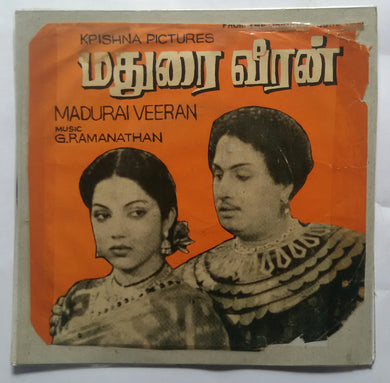 KRISHNA PICTURES
மதுரை வீரன்
MADURAI VEERAN
MUSIC
G.RAMANATHAN